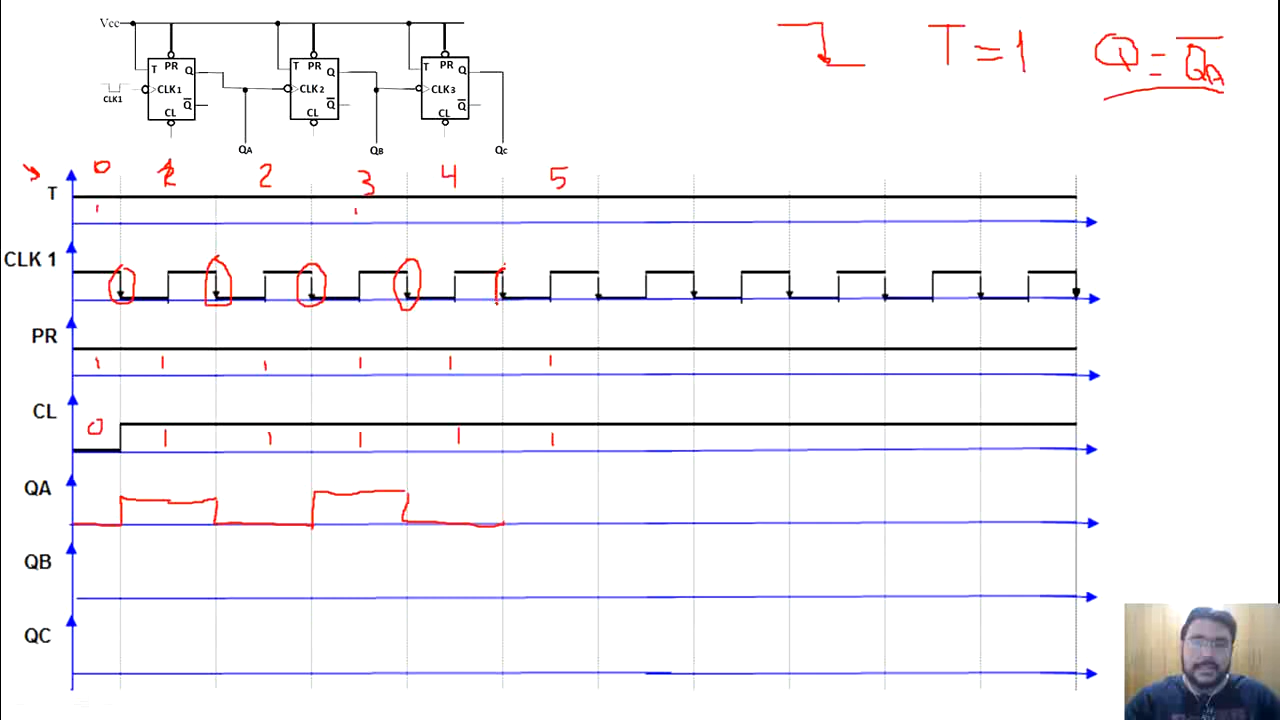 Vcc
T PR Q T PR Q T PR Q
CLK1 CLK1 CLK2 CLK3
Q̅ Q̅ Q̅
CL CL CL
QA QB QC
T = 1 Q = Q̅A̅
0 1 2 3 4 5
T
1 1
CLK 1
PR
1 1 1 1 1 1
CL
0 1 1 1 1 1
QA
QB
QC